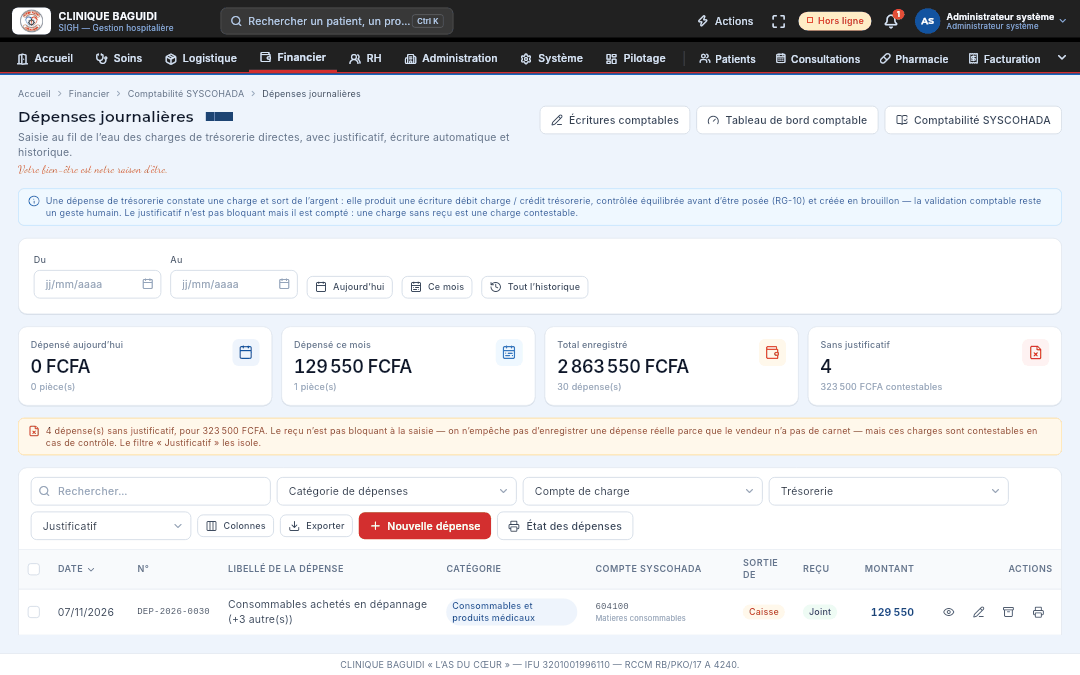 CLINIQUE BAGUIDI
SIGH — Gestion hospitalière
Rechercher un patient, un pro... Ctrl K
Actions
Hors ligne
1
AS
Administrateur système
Administrateur système
Accueil Soins Logistique Financier RH Administration Système Pilotage Patients Consultations Pharmacie Facturation
Accueil > Financier > Comptabilité SYSCOHADA > Dépenses journalières
Dépenses journalières
Saisie au fil de l'eau des charges de trésorerie directes, avec justificatif, écriture automatique et
historique.
Votre bien-être est notre raison d'être.
Écritures comptables
Tableau de bord comptable
Comptabilité SYSCOHADA
Une dépense de trésorerie constate une charge et sort de l'argent : elle produit une écriture débit charge / crédit trésorerie, contrôlée équilibrée avant d'être posée (RG-10) et créée en brouillon — la validation comptable reste
un geste humain. Le justificatif n'est pas bloquant mais il est compté : une charge sans reçu est une charge contestable.
Du Au
jj/mm/aaaa jj/mm/aaaa Aujourd'hui Ce mois Tout l'historique
Dépensé aujourd'hui
0 FCFA
0 pièce(s)
Dépensé ce mois
129 550 FCFA
1 pièce(s)
Total enregistré
2 863 550 FCFA
30 dépense(s)
Sans justificatif
4
323 500 FCFA contestables
4 dépense(s) sans justificatif, pour 323 500 FCFA. Le reçu n'est pas bloquant à la saisie — on n'empêche pas d'enregistrer une dépense réelle parce que le vendeur n'a pas de carnet — mais ces charges sont contestables en
cas de contrôle. Le filtre « Justificatif » les isole.
Rechercher... Catégorie de dépenses Compte de charge Trésorerie
Justificatif Colonnes Exporter + Nouvelle dépense État des dépenses
DATE N° LIBELLÉ DE LA DÉPENSE CATÉGORIE COMPTE SYSCOHADA SORTIE DE REÇU MONTANT ACTIONS
07/11/2026 DEP-2026-0030
Consommables achetés en dépannage
(+3 autre(s))
Consommables et
produits médicaux
604100
Matieres consommables
Caisse Joint 129 550
CLINIQUE BAGUIDI « L'AS DU CŒUR » — IFU 3201001996110 — RCCM RB/PKO/17 A 4240.